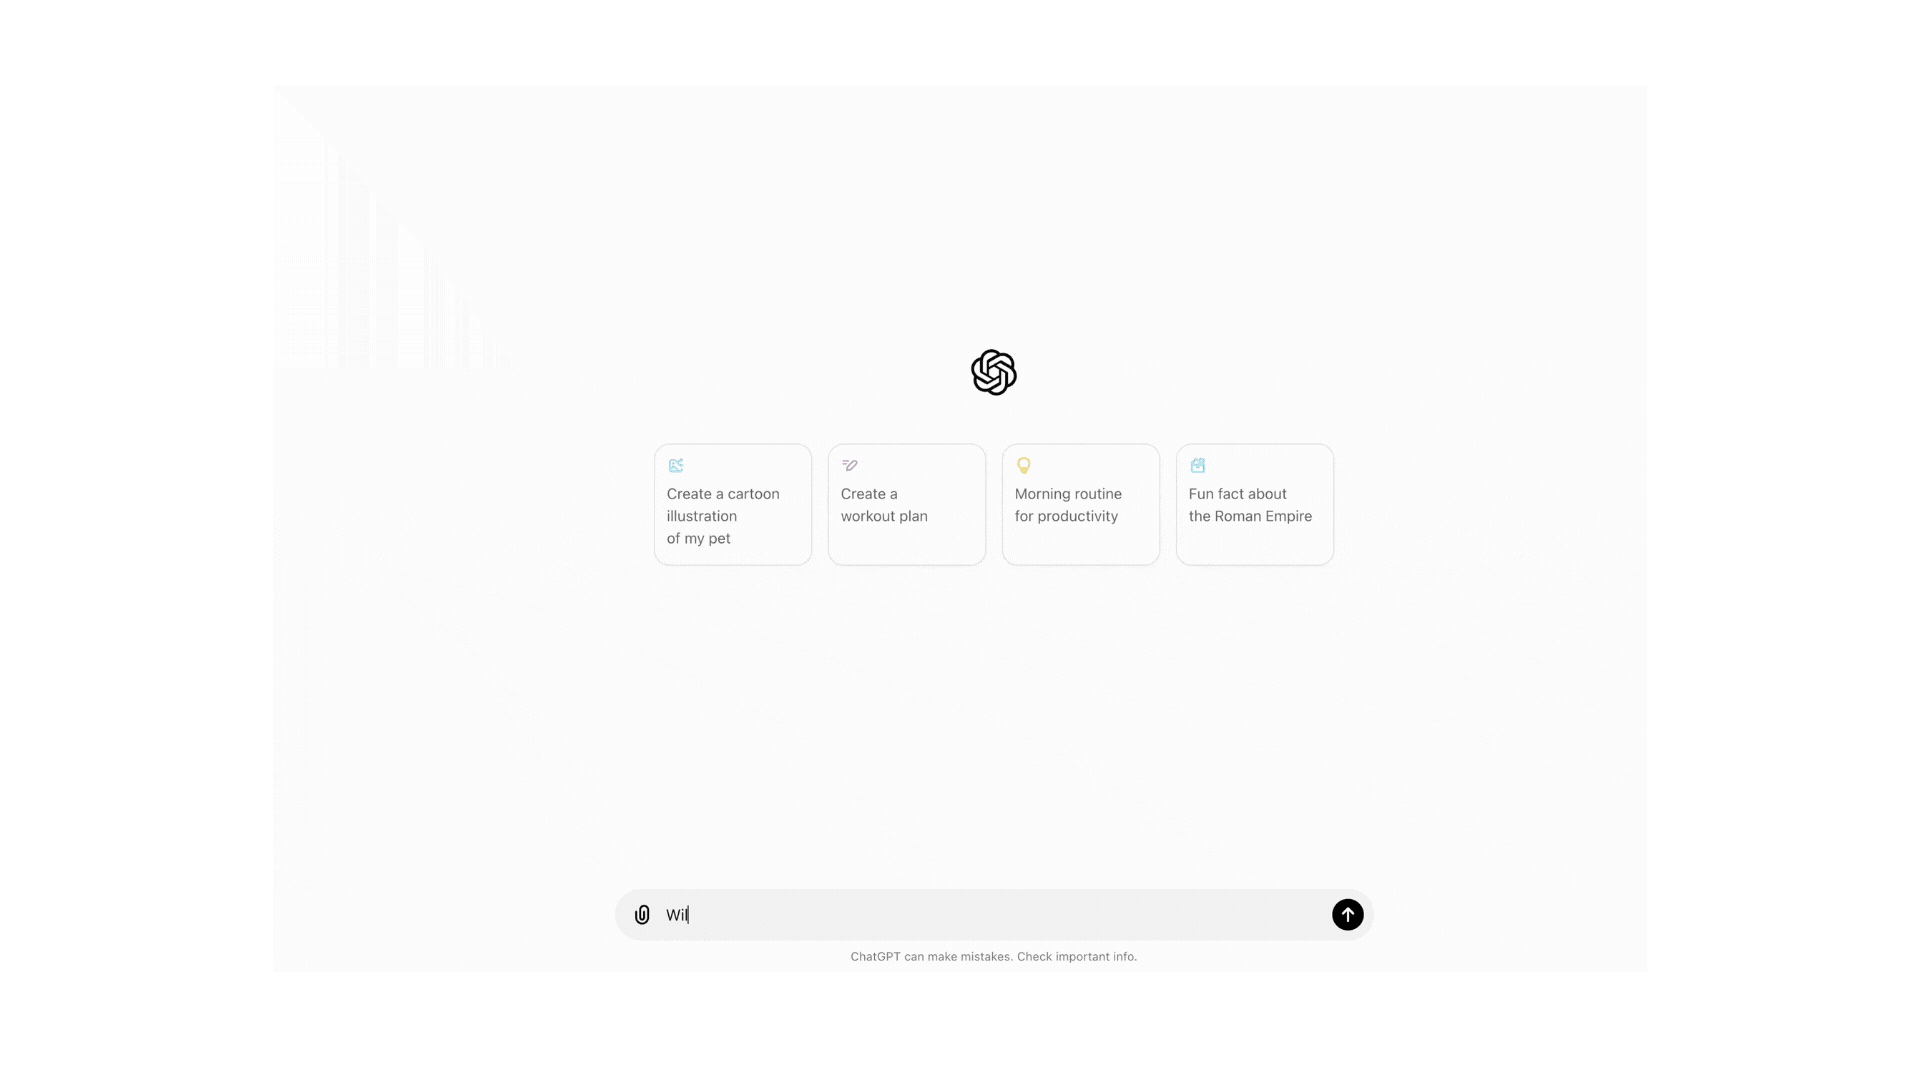 Create a cartoon
illustration
of my pet
Create a
workout plan
Morning routine
for productivity
Fun fact about
the Roman Empire
Wil
ChatGPT can make mistakes. Check important info.